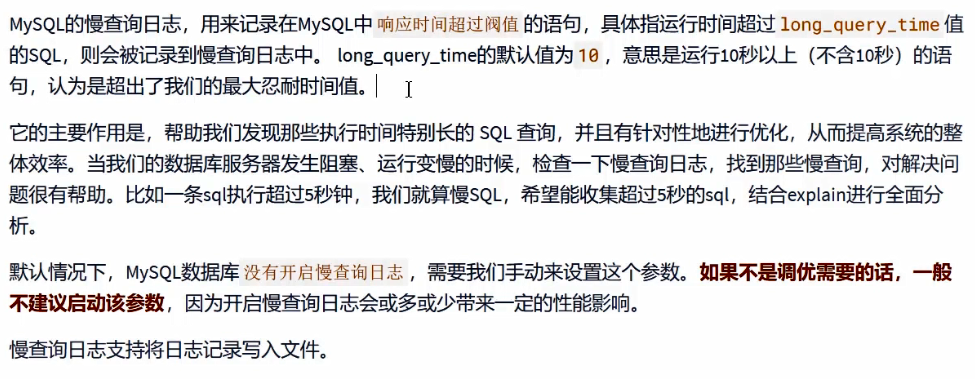 MySQL的慢查询日志，用来记录在MySQL中 响应时间超过阀值 的语句，具体指运行时间超过 long_query_time 值
的SQL，则会被记录到慢查询日志中。 long_query_time的默认值为 10 ，意思是运行10秒以上（不含10秒）的语
句，认为是超出了我们的最大忍耐时间值。
它的主要作用是，帮助我们发现那些执行时间特别长的 SQL 查询，并且有针对性地进行优化，从而提高系统的整
体效率。当我们的数据库服务器发生阻塞、运行变慢的时候，检查一下慢查询日志，找到那些慢查询，对解决问
题很有帮助。比如一条sql执行超过5秒钟，我们就算慢SQL，希望能收集超过5秒的sql，结合explain进行全面分
析。
默认情况下，MySQL数据库 没有开启慢查询日志 ，需要我们手动来设置这个参数。如果不是调优需要的话，一般
不建议启动该参数，因为开启慢查询日志会或多或少带来一定的性能影响。
慢查询日志支持将日志记录写入文件。